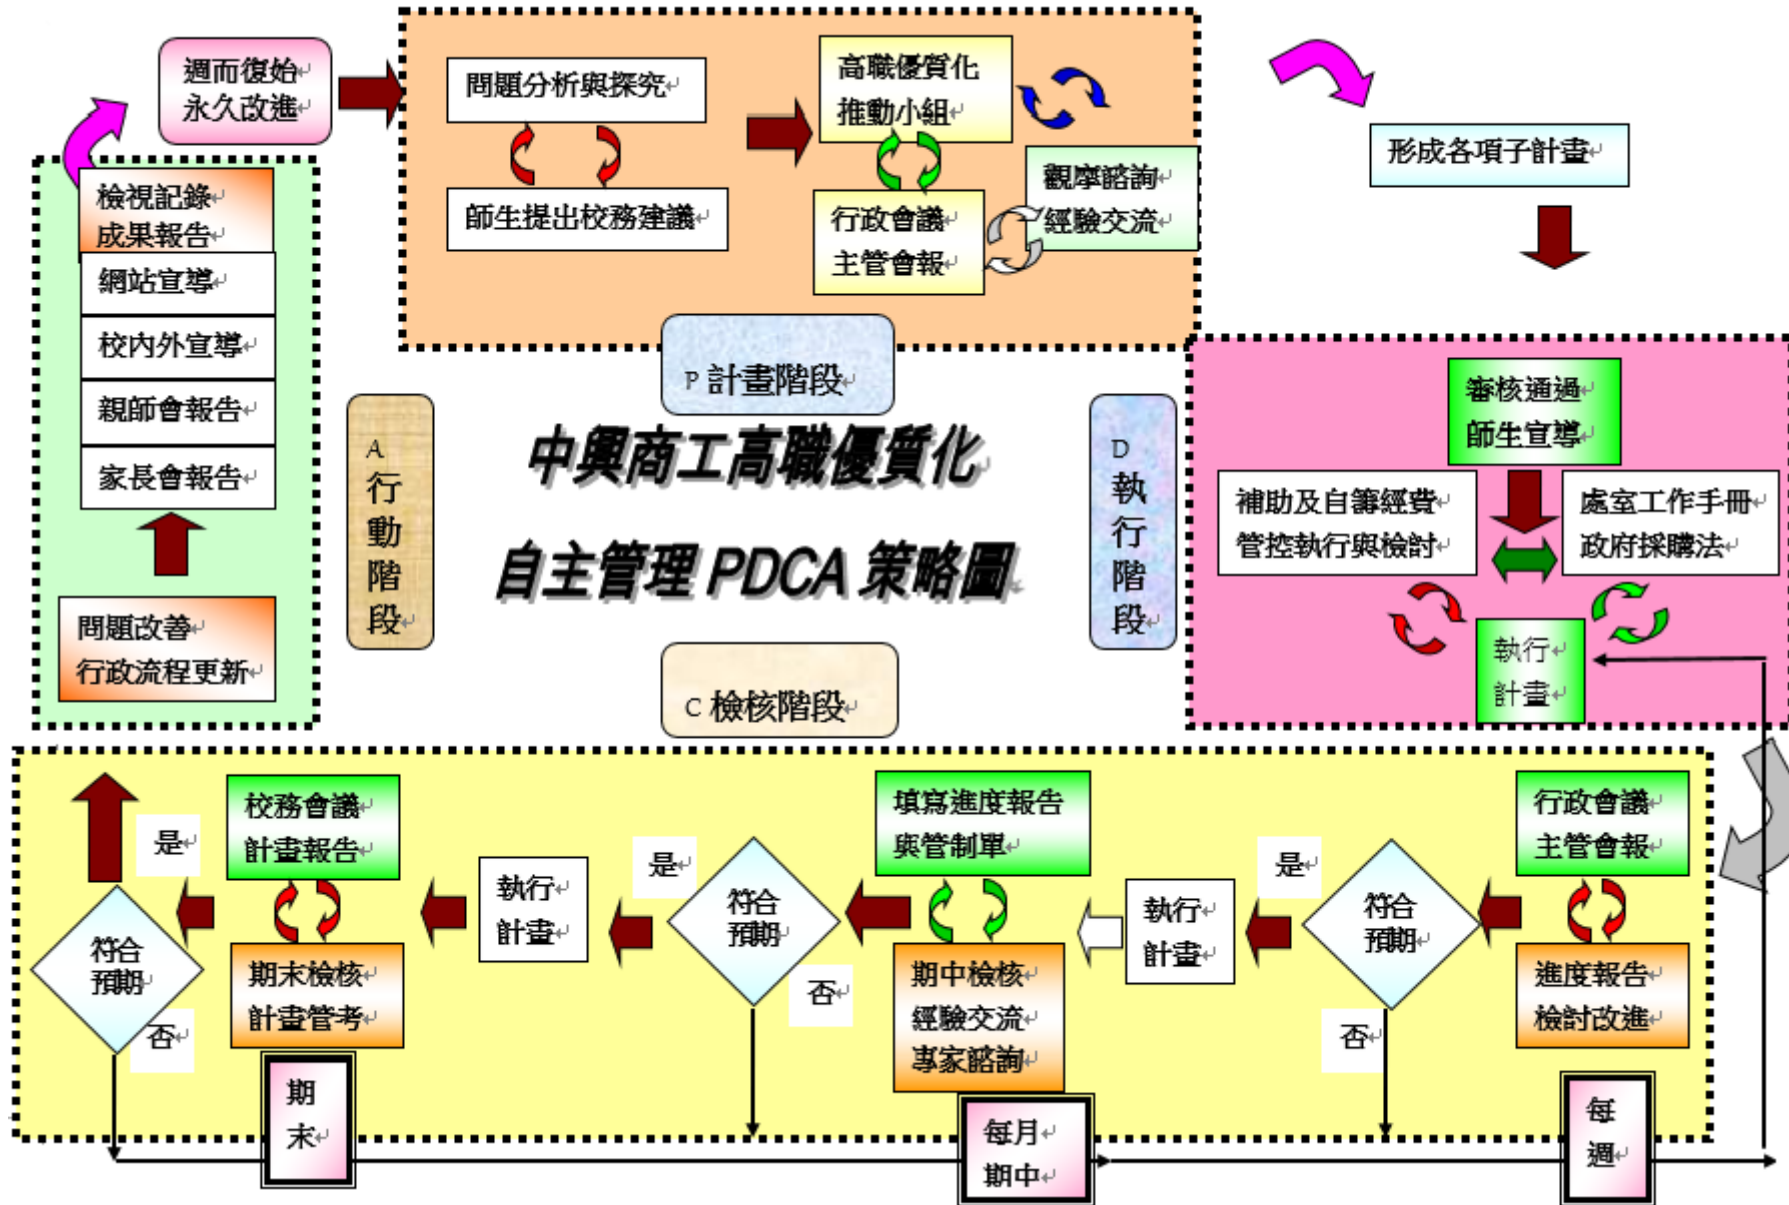 週而復始
永久改進
問題分析與探究
師生提出校務建議
高職優質化
推動小組
行政會議
主管會報
觀摩諮詢
經驗交流
形成各項子計畫
P 計畫階段
檢視記錄
成果報告
網站宣導
校內外宣導
親師會報告
家長會報告
問題改善
行政流程更新
A
行
動
階
段
中興商工高職優質化
自主管理 PDCA 策略圖
D
執
行
階
段
C 檢核階段
審核通過
師生宣導
補助及自籌經費
管控執行與檢討
處室工作手冊
政府採購法
執行
計畫
是
符合
預期
否
校務會議
計畫報告
期末檢核
計畫管考
期
末
執行
計畫
是
符合
預期
否
填寫進度報告
與管制單
期中檢核
經驗交流
專家諮詢
每月
期中
執行
計畫
是
符合
預期
否
行政會議
主管會報
進度報告
檢討改進
每
週